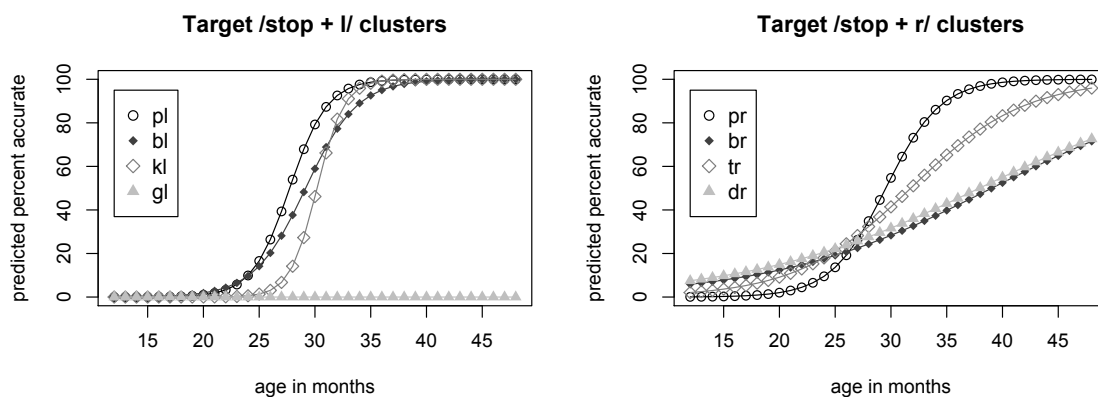 Target /stop + l/ clusters
predicted percent accurate
0 20 40 60 80 100
pl
bl
kl
gl
15 20 25 30 35 40 45
age in months
Target /stop + r/ clusters
predicted percent accurate
0 20 40 60 80 100
pr
br
tr
dr
15 20 25 30 35 40 45
age in months